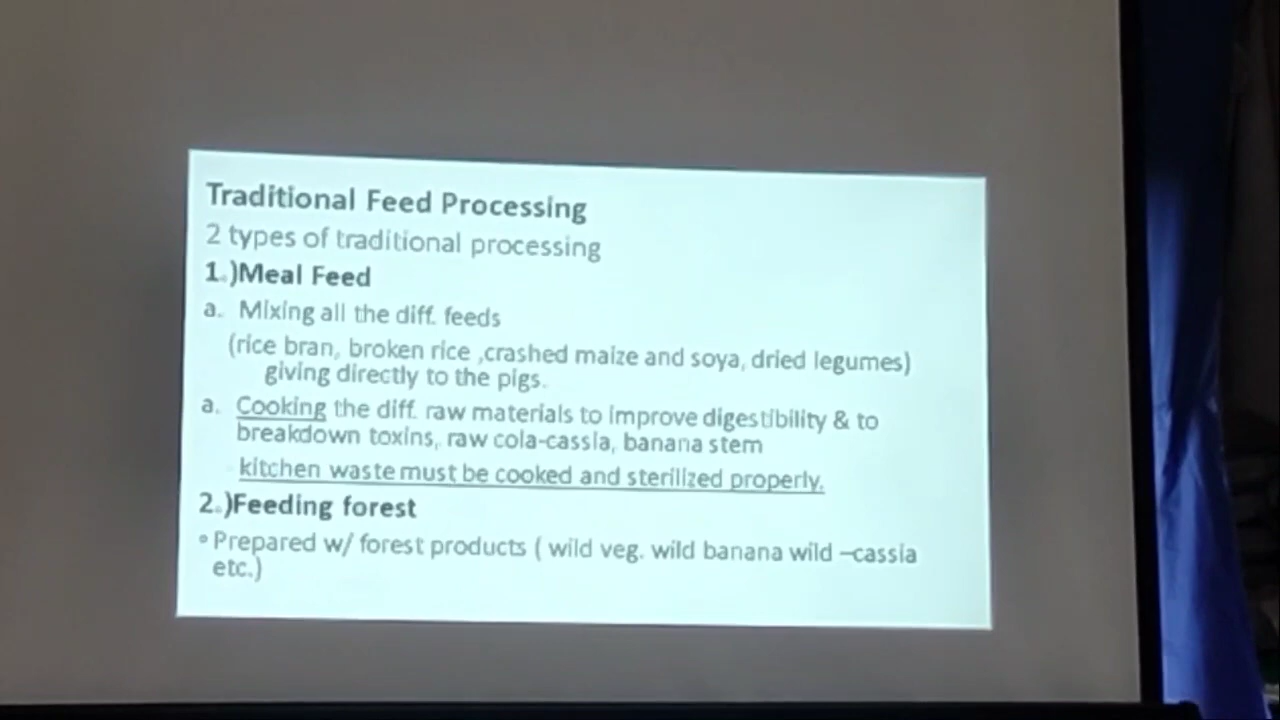 Traditional Feed Processing
2 types of traditional processing
1.)Meal Feed
a. Mixing all the diff. feeds
(rice bran, broken rice ,crashed maize and soya, dried legumes)
giving directly to the pigs.
a. Cooking the diff. raw materials to improve digestibility & to
breakdown toxins, raw cola-cassia, banana stem
kitchen waste must be cooked and sterilized properly.
2.)Feeding forest
• Prepared w/ forest products ( wild veg. wild banana wild –cassia
etc.)